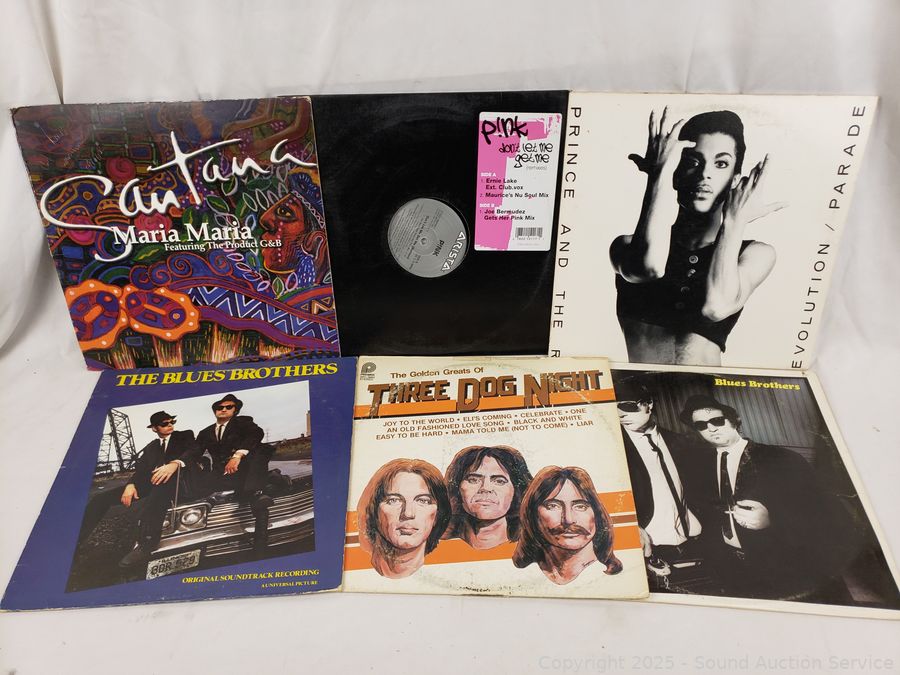 Santana
Maria Maria
Featuring The Product G&B
p!nk
don't let me
get me
SIDE A
1. Ernie Lake
Ext. Club.vox
2. Maurice's Nu Soul Mix
SIDE B
1. Joe Bermudez
Gets Her Pink Mix
ARISTA
P!NK
PRINCE AND THE R
EVOLUTION / PARADE
THE BLUES BROTHERS
ORIGINAL SOUNDTRACK RECORDING
A UNIVERSAL PICTURE
The Golden Greats Of
THREE DOG NIGHT
JOY TO THE WORLD • ELI'S COMING • CELEBRATE • ONE
AN OLD FASHIONED LOVE SONG • BLACK AND WHITE
EASY TO BE HARD • MAMA TOLD ME (NOT TO COME) • LIAR
Blues Brothers
Copyright 2025 - Sound Auction Service